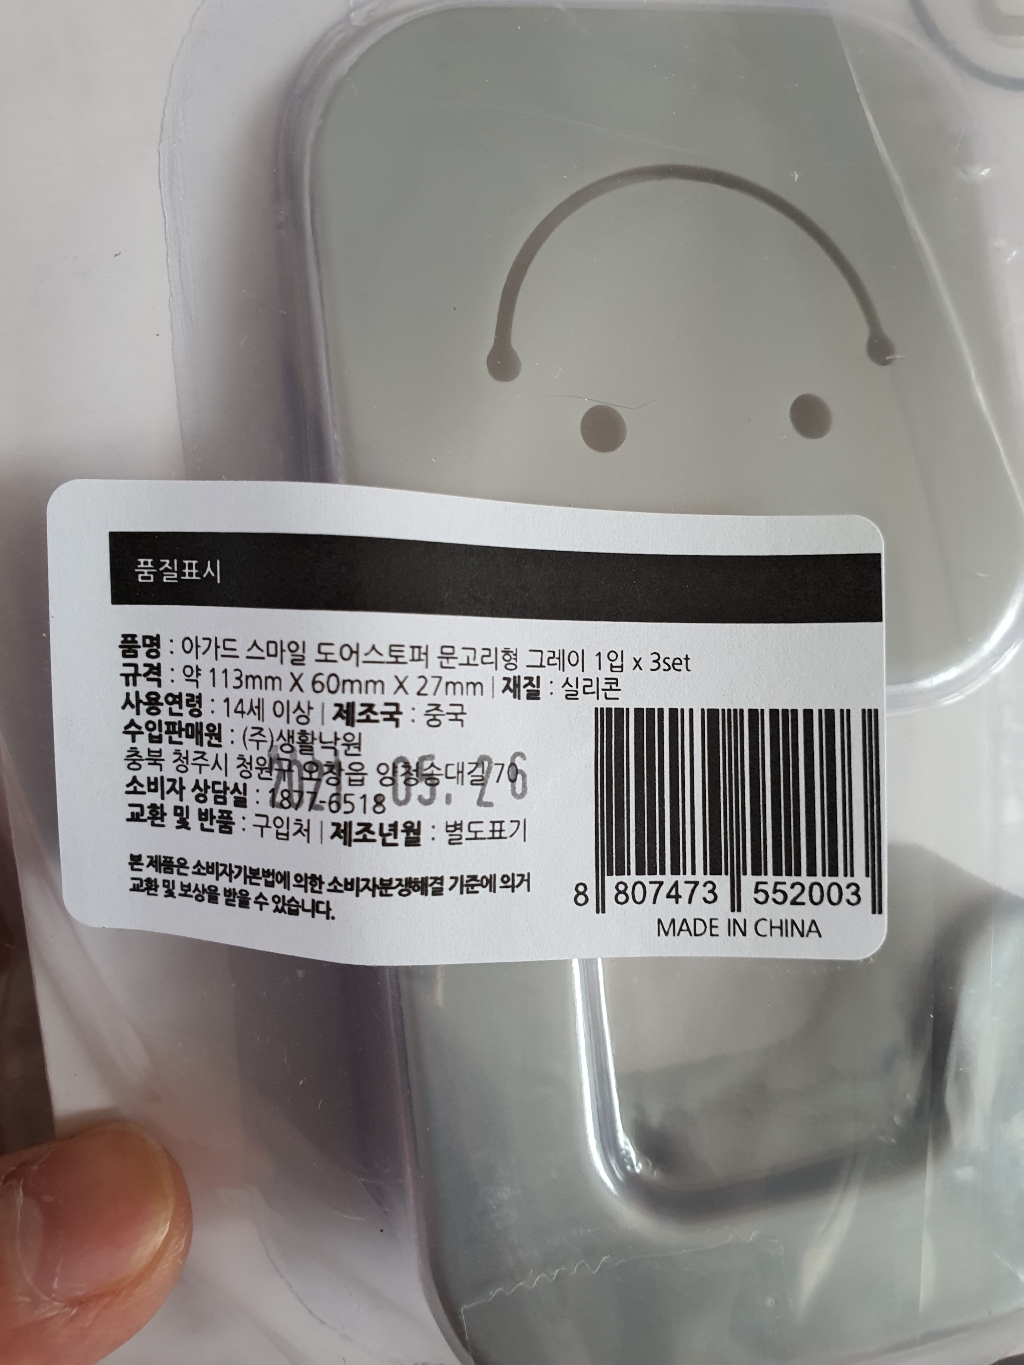 품질표시
품명 : 아가드 스마일 도어스토퍼 문고리형 그레이 1입 x 3set
규격 : 약 113mm X 60mm X 27mm | 재질 : 실리콘
사용연령 : 14세 이상 | 제조국 : 중국
수입판매원 : (주)생활낙원
충북 청주시 청원구 오창읍 양청송대길 70
2021. 05. 26
소비자 상담실 : 1877-6518
교환 및 반품 : 구입처 | 제조년월 : 별도표기
본 제품은 소비자기본법에 의한 소비자분쟁해결 기준에 의거
교환 및 보상을 받을 수 있습니다.
8 807473 552003
MADE IN CHINA